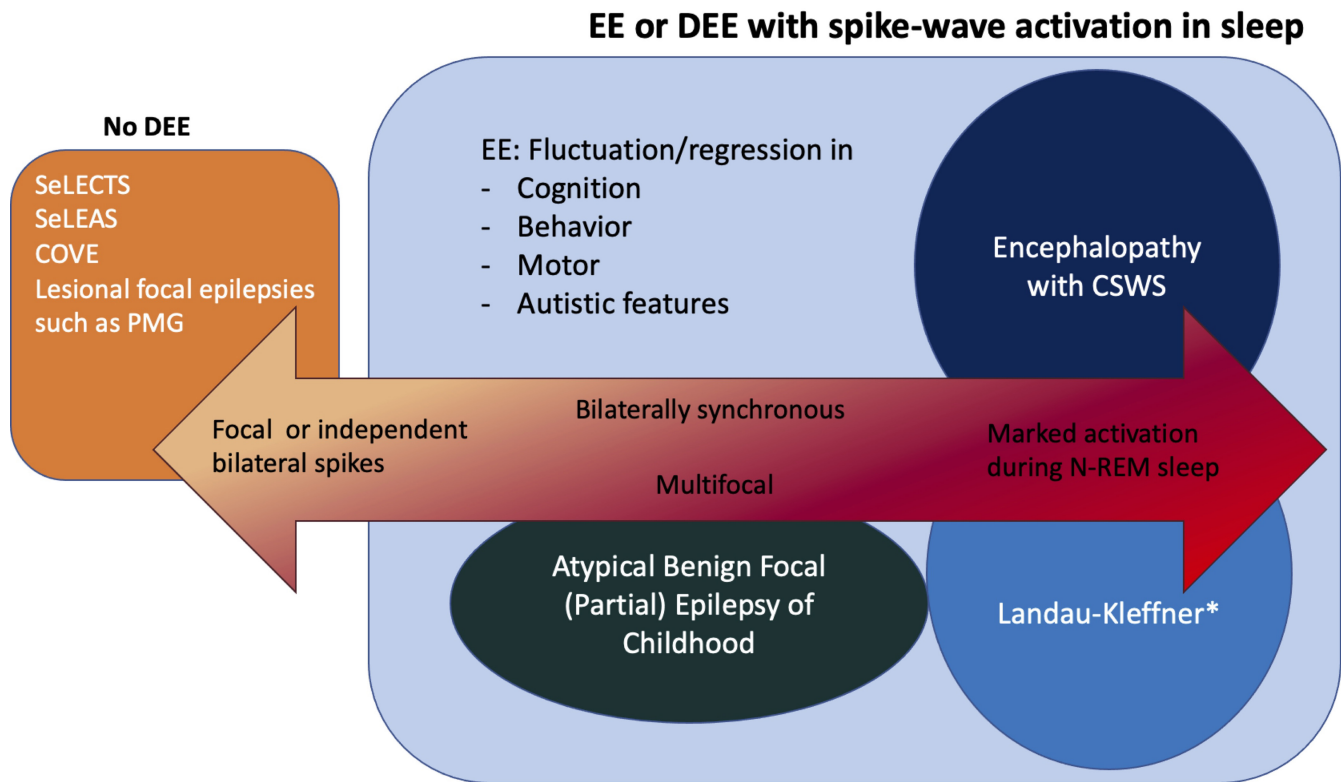 EE or DEE with spike-wave activation in sleep
No DEE
SeLECTS
SeLEAS
COVE
Lesional focal epilepsies
such as PMG
EE: Fluctuation/regression in
- Cognition
- Behavior
- Motor
- Autistic features
Encephalopathy
with CSWS
Focal or independent
bilateral spikes
Bilaterally synchronous
Multifocal
Marked activation
during N-REM sleep
Atypical Benign Focal
(Partial) Epilepsy of
Childhood
Landau-Kleffner*